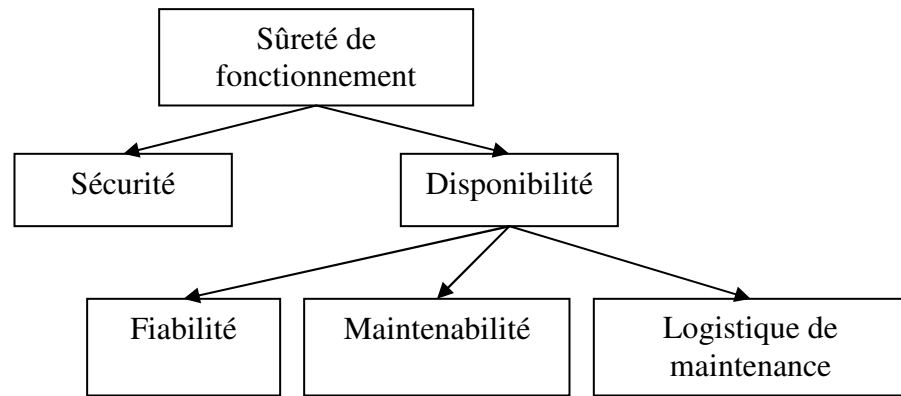 Sûreté de
fonctionnement
Sécurité
Disponibilité
Fiabilité
Maintenabilité
Logistique de
maintenance